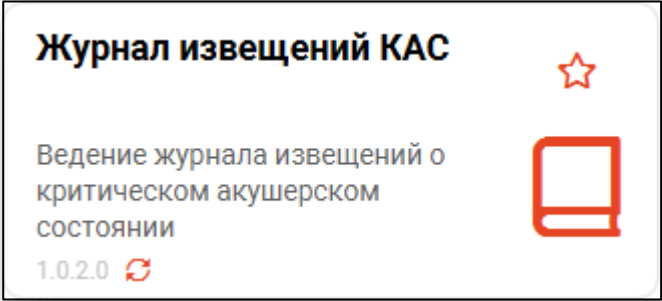 Журнал извещений КАС
Ведение журнала извещений о
критическом акушерском
состоянии
1.0.2.0